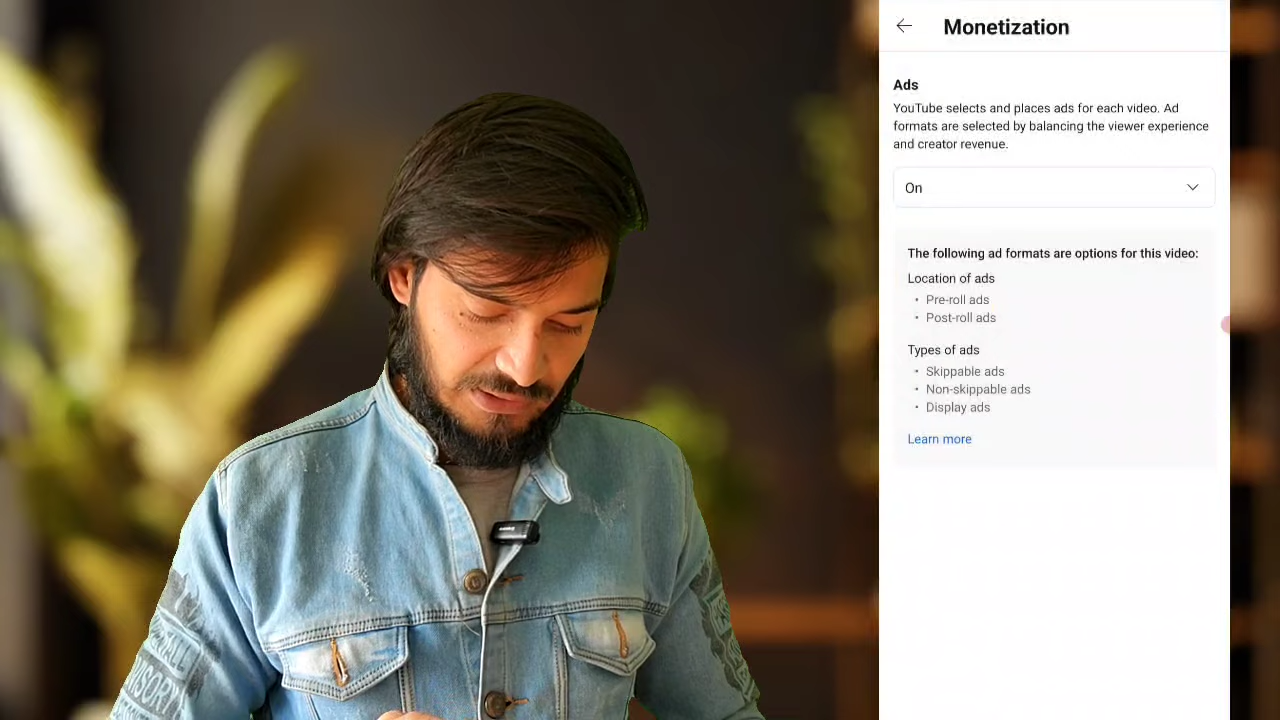 Monetization
Ads
YouTube selects and places ads for each video. Ad
formats are selected by balancing the viewer experience
and creator revenue.
On
The following ad formats are options for this video:
Location of ads
• Pre-roll ads
• Post-roll ads
Types of ads
• Skippable ads
• Non-skippable ads
• Display ads
Learn more